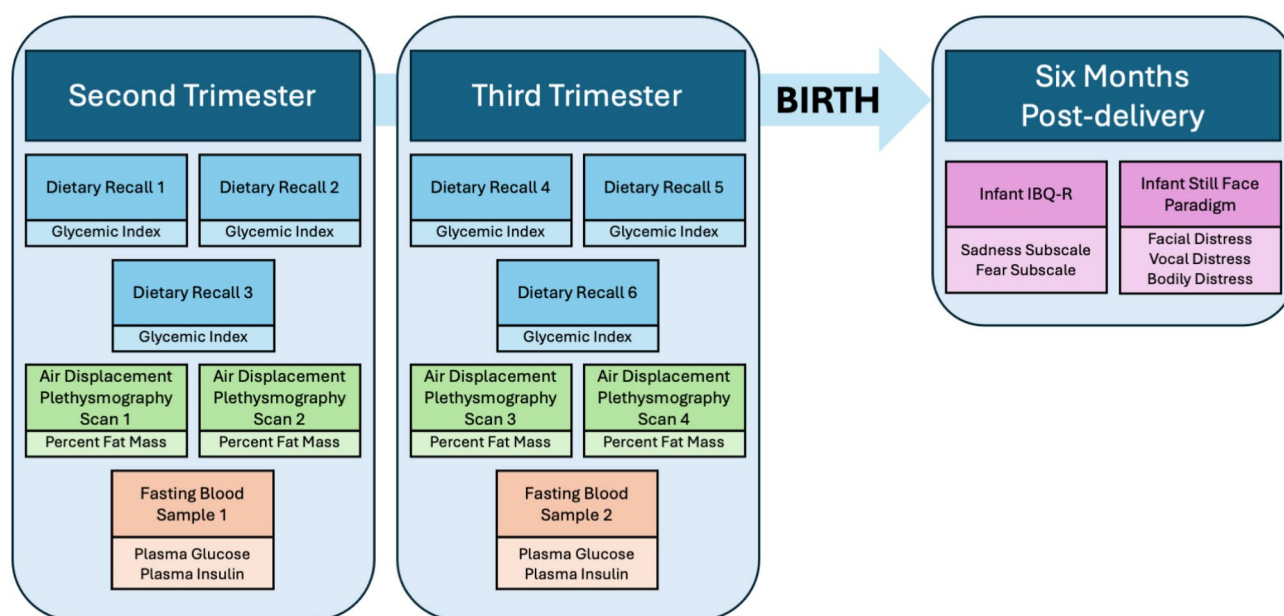 Second Trimester
Dietary Recall 1
Glycemic Index
Dietary Recall 2
Glycemic Index
Dietary Recall 3
Glycemic Index
Air Displacement
Plethysmography
Scan 1
Percent Fat Mass
Air Displacement
Plethysmography
Scan 2
Percent Fat Mass
Fasting Blood
Sample 1
Plasma Glucose
Plasma Insulin
Third Trimester
Dietary Recall 4
Glycemic Index
Dietary Recall 5
Glycemic Index
Dietary Recall 6
Glycemic Index
Air Displacement
Plethysmography
Scan 3
Percent Fat Mass
Air Displacement
Plethysmography
Scan 4
Percent Fat Mass
Fasting Blood
Sample 2
Plasma Glucose
Plasma Insulin
BIRTH
Six Months
Post-delivery
Infant IBQ-R
Sadness Subscale
Fear Subscale
Infant Still Face
Paradigm
Facial Distress
Vocal Distress
Bodily Distress